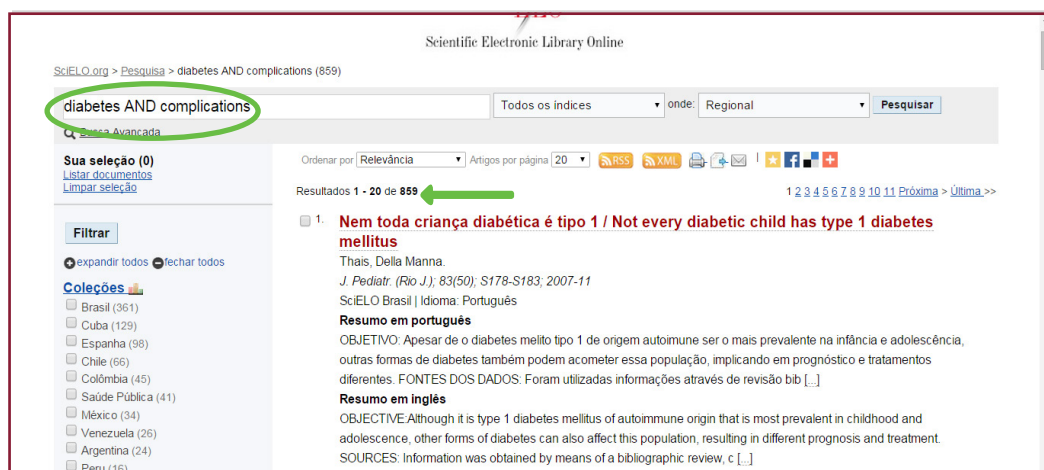 Scientific Electronic Library Online
SciELO.org > Pesquisa > diabetes AND complications (859)
diabetes AND complications Todos os índices onde: Regional Pesquisar
Busca Avançada
Sua seleção (0)
Listar documentos
Limpar seleção
Ordenar por Relevância Artigos por página 20 RSS XML
Resultados 1 - 20 de 859 1 2 3 4 5 6 7 8 9 10 11 Próxima > Última >>
Filtrar
expandir todos fechar todos
Coleções
Brasil (361)
Cuba (129)
Espanha (98)
Chile (66)
Colômbia (45)
Saúde Pública (41)
México (34)
Venezuela (26)
Argentina (24)
Peru (16)
1. Nem toda criança diabética é tipo 1 / Not every diabetic child has type 1 diabetes
mellitus
Thais, Della Manna.
J. Pediatr. (Rio J.); 83(50); S178-S183; 2007-11
SciELO Brasil | Idioma: Português
Resumo em português
OBJETIVO: Apesar de o diabetes melito tipo 1 de origem autoimune ser o mais prevalente na infância e adolescência,
outras formas de diabetes também podem acometer essa população, implicando em prognóstico e tratamentos
diferentes. FONTES DOS DADOS: Foram utilizadas informações através de revisão bib [...]
Resumo em inglês
OBJECTIVE:Although it is type 1 diabetes mellitus of autoimmune origin that is most prevalent in childhood and
adolescence, other forms of diabetes can also affect this population, resulting in different prognosis and treatment.
SOURCES: Information was obtained by means of a bibliographic review, c [...]